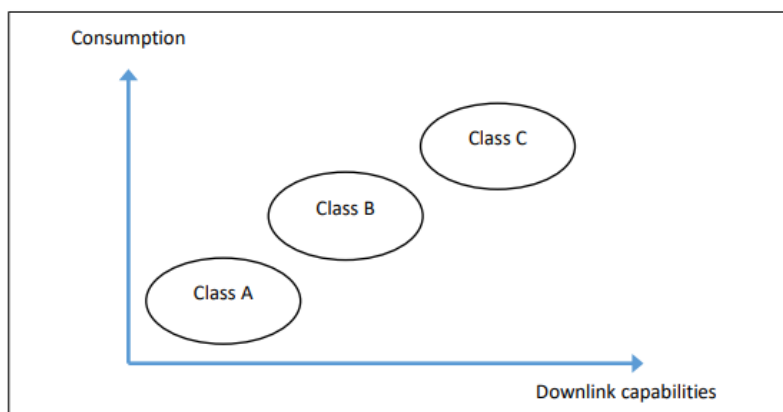 Consumption
Class C
Class B
Class A
Downlink capabilities